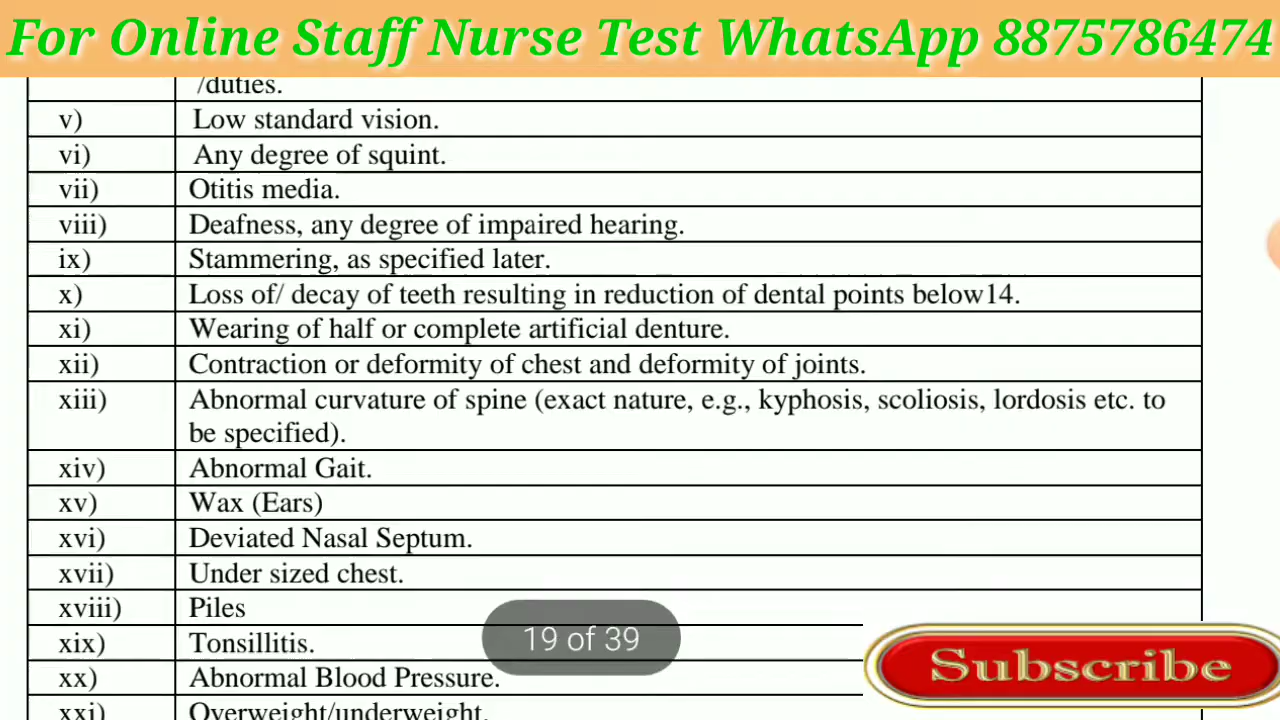 For Online Staff Nurse Test WhatsApp 8875786474
/duties.
v) Low standard vision.
vi) Any degree of squint.
vii) Otitis media.
viii) Deafness, any degree of impaired hearing.
ix) Stammering, as specified later.
x) Loss of/ decay of teeth resulting in reduction of dental points below14.
xi) Wearing of half or complete artificial denture.
xii) Contraction or deformity of chest and deformity of joints.
xiii) Abnormal curvature of spine (exact nature, e.g., kyphosis, scoliosis, lordosis etc. to
be specified).
xiv) Abnormal Gait.
xv) Wax (Ears)
xvi) Deviated Nasal Septum.
xvii) Under sized chest.
xviii) Piles
19 of 39
xix) Tonsillitis.
Subscribe
xx) Abnormal Blood Pressure.
xxi) Overweight/underweight.